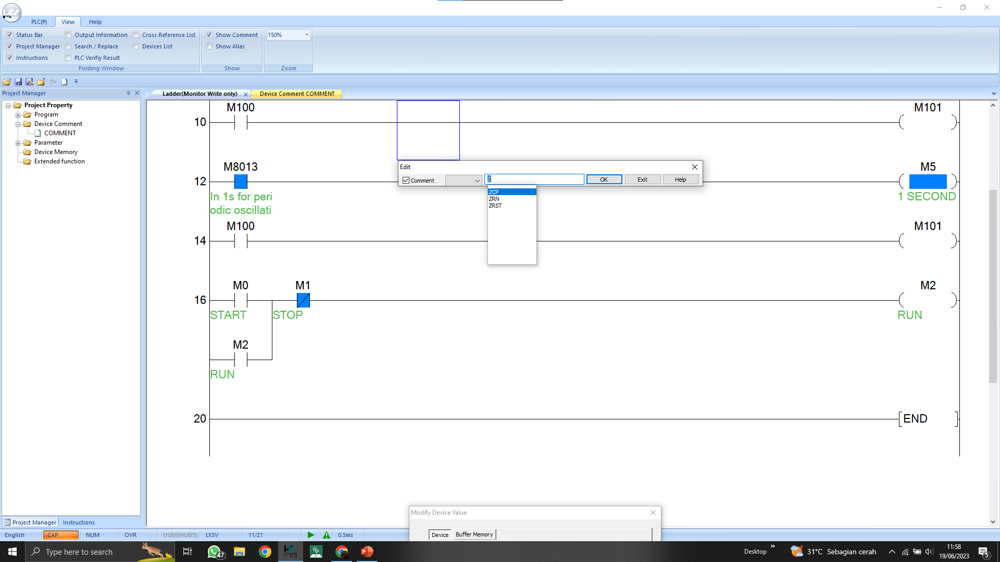 PLC(P) View Help
Status Bar Output Information Cross Reference List Show Comment 150%
Project Manager Search / Replace Devices List Show Alias
Instructions PLC Verifiy Result
Folding Window Show Zoom
Project Manager
Ladder(Monitor Write only) Device Comment COMMENT
Project Property
Program
Device Comment
COMMENT
Parameter
Device Memory
Extended function
M100 M101
10
M8013 M5
12
In 1s for peri
odic oscillati
1 SECOND
Edit
Comment Z OK Exit Help
ZCP
ZRN
ZRST
M100 M101
14
M0 M1 M2
16
START STOP RUN
M2
RUN
20 END
Modify Device Value
Device Buffer Memory
Project Manager Instructions
English CAP NUM OVR USB(6)HUB(5) LX3V 11/21 0.5ms
Type here to search 47 Desktop 31°C Sebagian cerah 11:58
19/06/2023 5